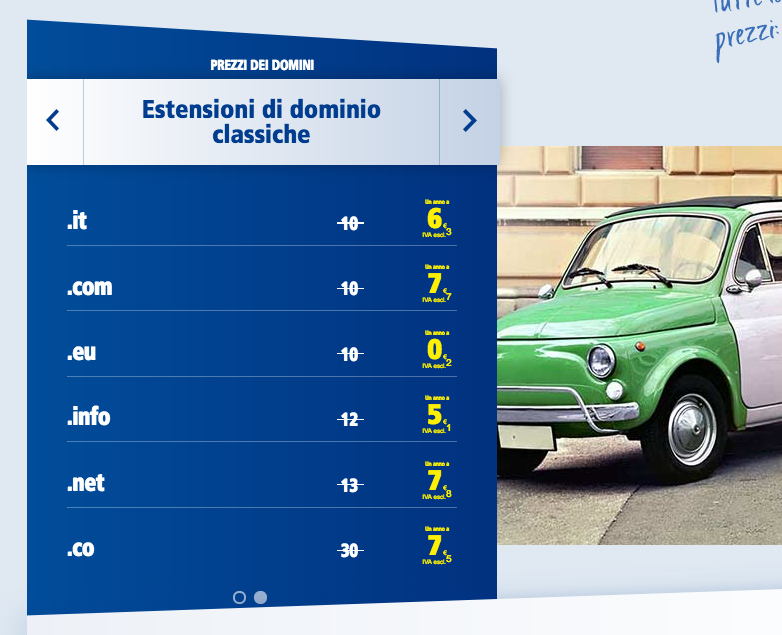 Tutte le
prezzi:
PREZZI DEI DOMINI
Estensioni di dominio
classiche
.it 10 Un anno a 6 €
IVA escl. 3
.com 10 Un anno a 7 €
IVA escl. 7
.eu 10 Un anno a 0 €
IVA escl. 2
.info 12 Un anno a 5 €
IVA escl. 1
.net 13 Un anno a 7 €
IVA escl. 8
.co 30 Un anno a 7 €
IVA escl. 5